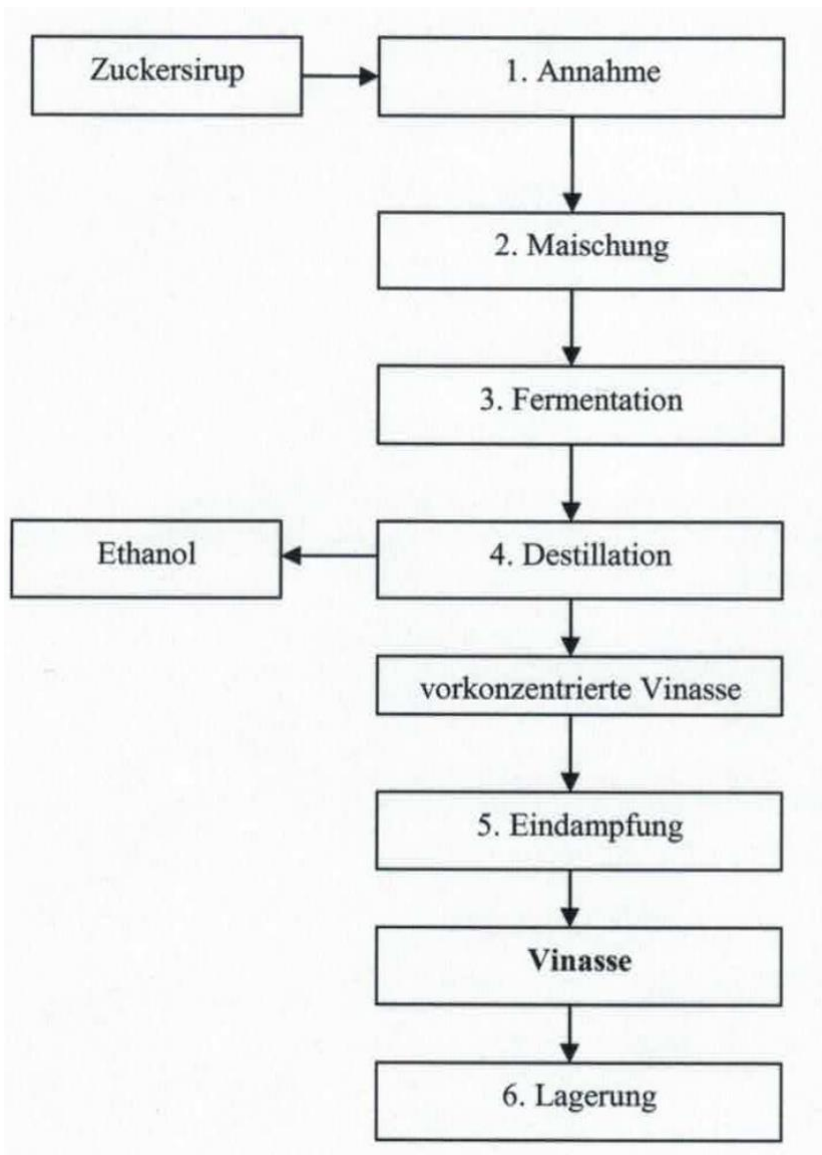 Zuckersirup
1. Annahme
2. Maischung
3. Fermentation
Ethanol
4. Destillation
vorkonzentrierte Vinasse
5. Eindampfung
Vinasse
6. Lagerung